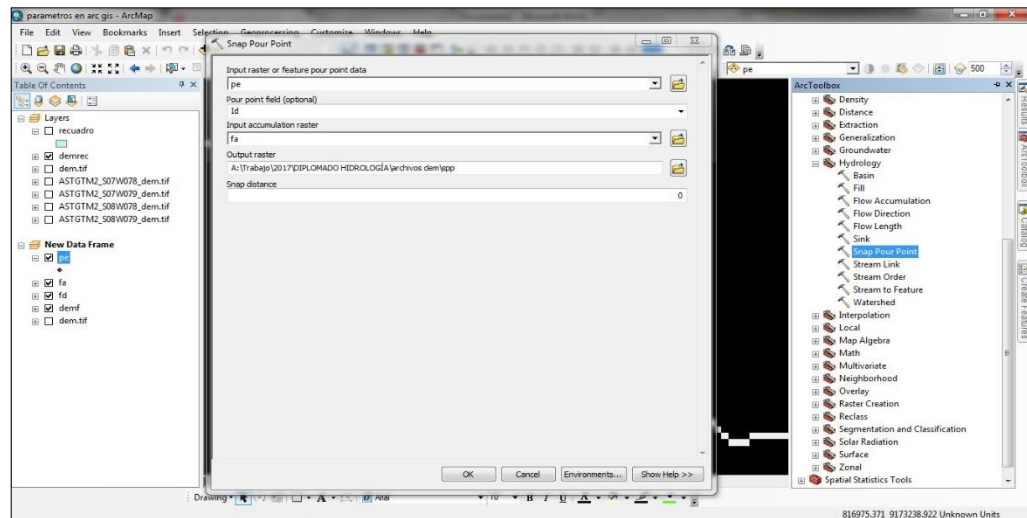 parametros en arc gis - ArcMap
File Edit View Bookmarks Insert Selection Geoprocessing Customize Windows Help
Snap Pour Point
pe
500
Table Of Contents
Layers
recuadro
demrec
dem.tif
ASTGTM2_S07W078_dem.tif
ASTGTM2_S07W079_dem.tif
ASTGTM2_S08W078_dem.tif
ASTGTM2_S08W079_dem.tif
New Data Frame
pe
fa
fd
demf
dem.tif
Input raster or feature pour point data
pe
Pour point field (optional)
Id
Input accumulation raster
fa
Output raster
A:\Trabajo\2017\DIPLOMADO HIDROLOGÍA\archivos dem\spp
Snap distance
0
OK Cancel Environments... Show Help >>
ArcToolbox
Density
Distance
Extraction
Generalization
Groundwater
Hydrology
Basin
Fill
Flow Accumulation
Flow Direction
Flow Length
Sink
Snap Pour Point
Stream Link
Stream Order
Stream to Feature
Watershed
Interpolation
Local
Map Algebra
Math
Multivariate
Neighborhood
Overlay
Raster Creation
Reclass
Segmentation and Classification
Solar Radiation
Surface
Zonal
Spatial Statistics Tools
Results
ArcToolbox
Catalog
Create Features
Drawing
A
Arial
10
B I U A
816975.371 9173238.922 Unknown Units